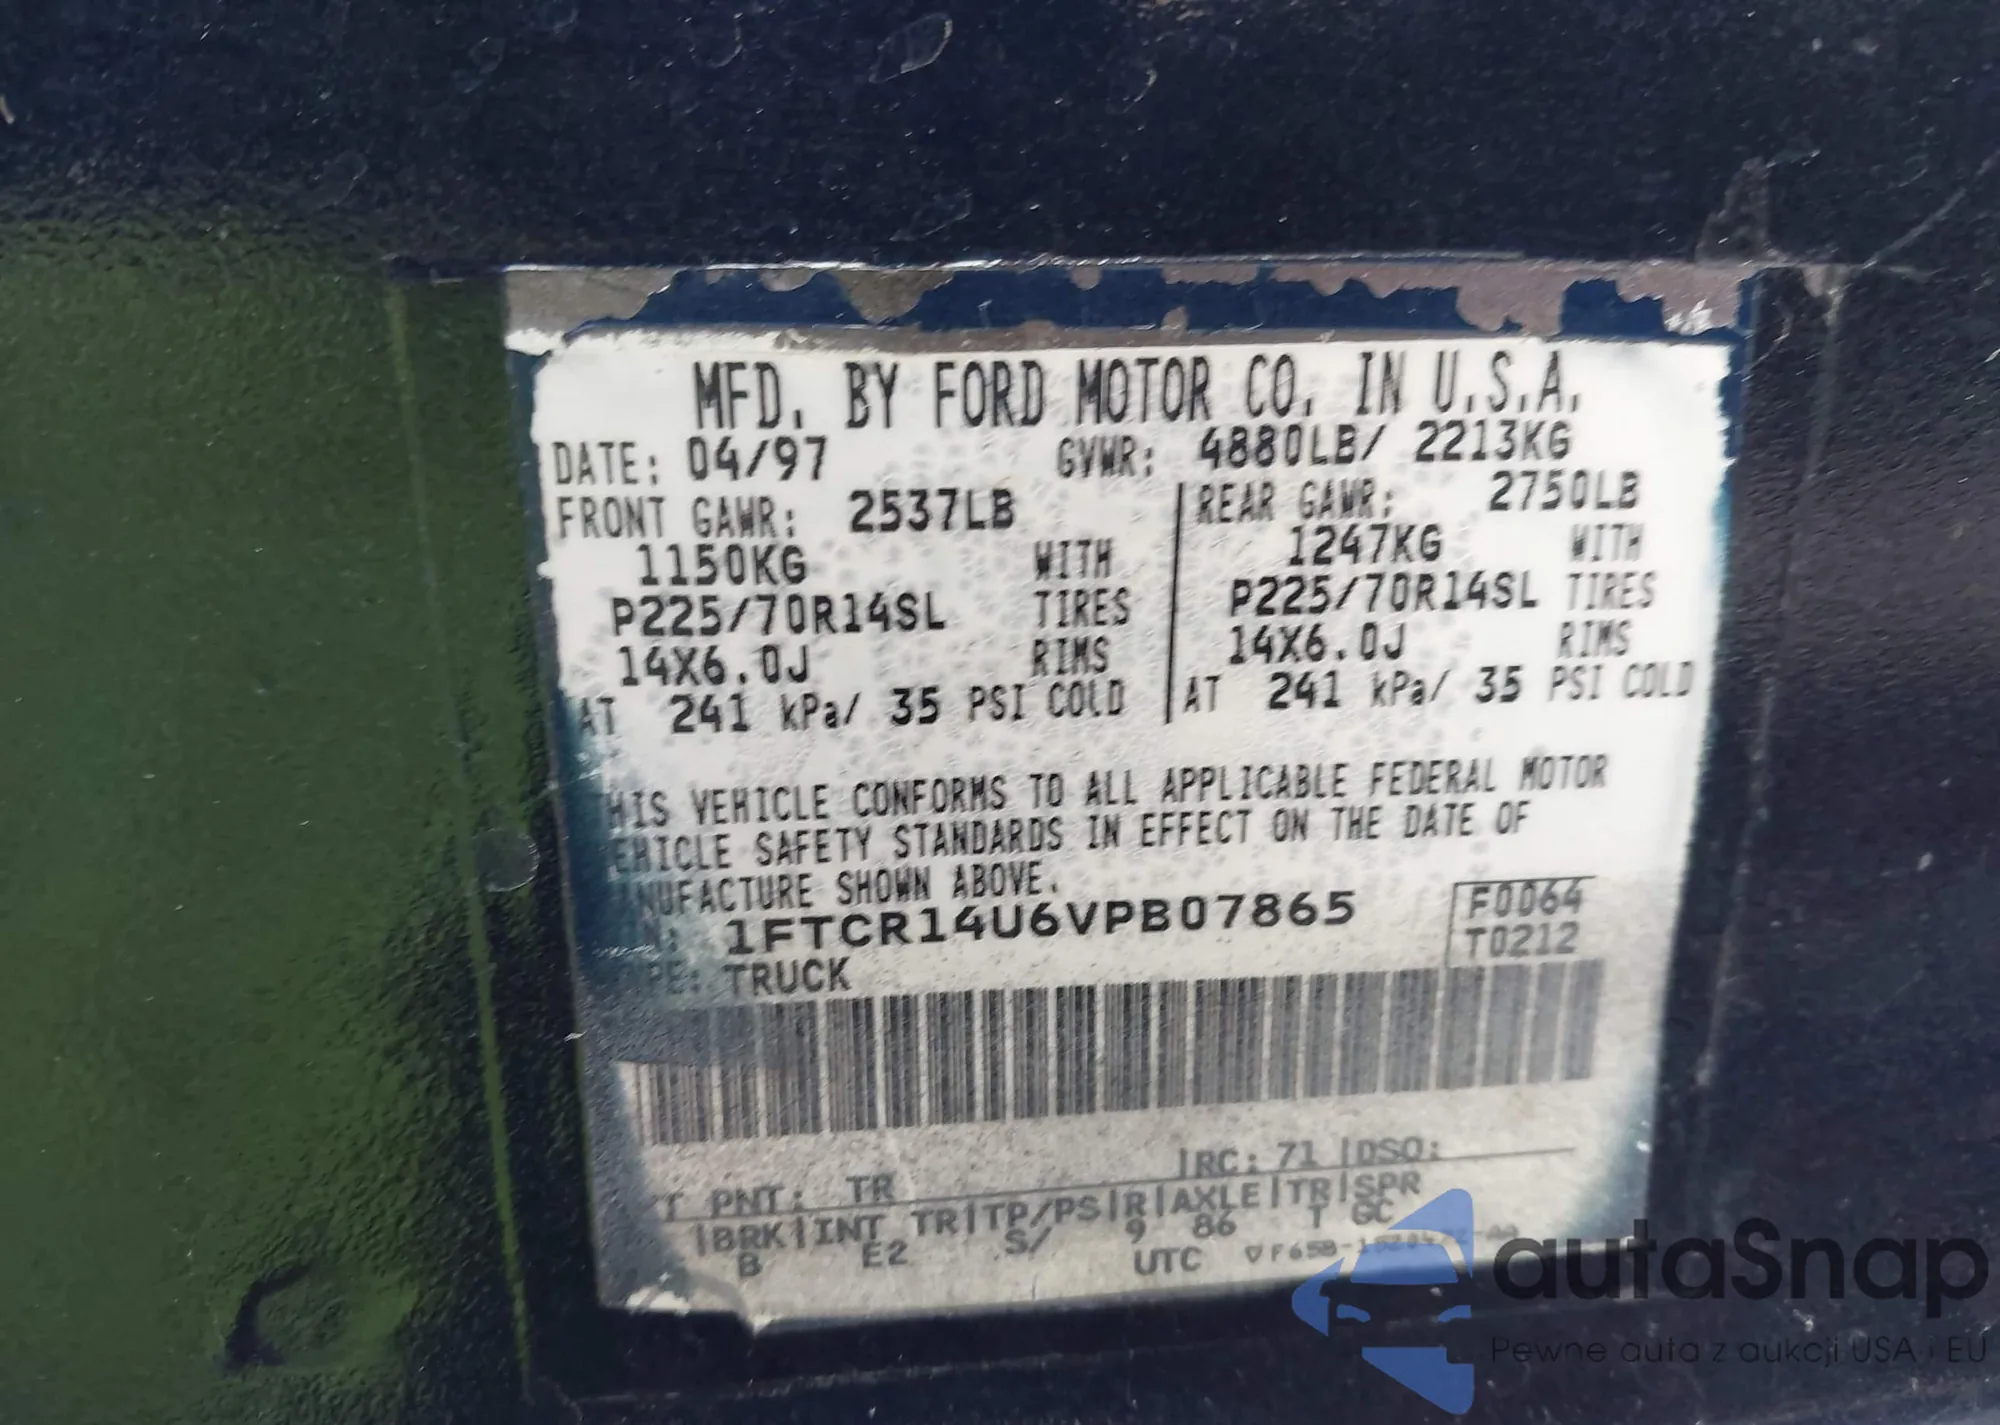 MFD. BY FORD MOTOR CO. IN U.S.A.
DATE: 04/97 GVWR: 4880LB/ 2213KG
FRONT GAWR: 2537LB REAR GAWR: 2750LB
1150KG WITH 1247KG WITH
P225/70R14SL TIRES P225/70R14SL TIRES
14X6.0J RIMS 14X6.0J RIMS
AT 241 kPa/ 35 PSI COLD AT 241 kPa/ 35 PSI COLD
THIS VEHICLE CONFORMS TO ALL APPLICABLE FEDERAL MOTOR
EHICLE SAFETY STANDARDS IN EFFECT ON THE DATE OF
NUFACTURE SHOWN ABOVE.
1FTCR14U6VPB07865 F0064
T0212
PE: TRUCK
RC: 71 DSO:
T PNT: TR
BRK INT TR TP/PS R AXLE TR SPR
B E2 S/ 9 86 T GC
UTC
autaSnap
Pewne auta z aukcji USA i EU